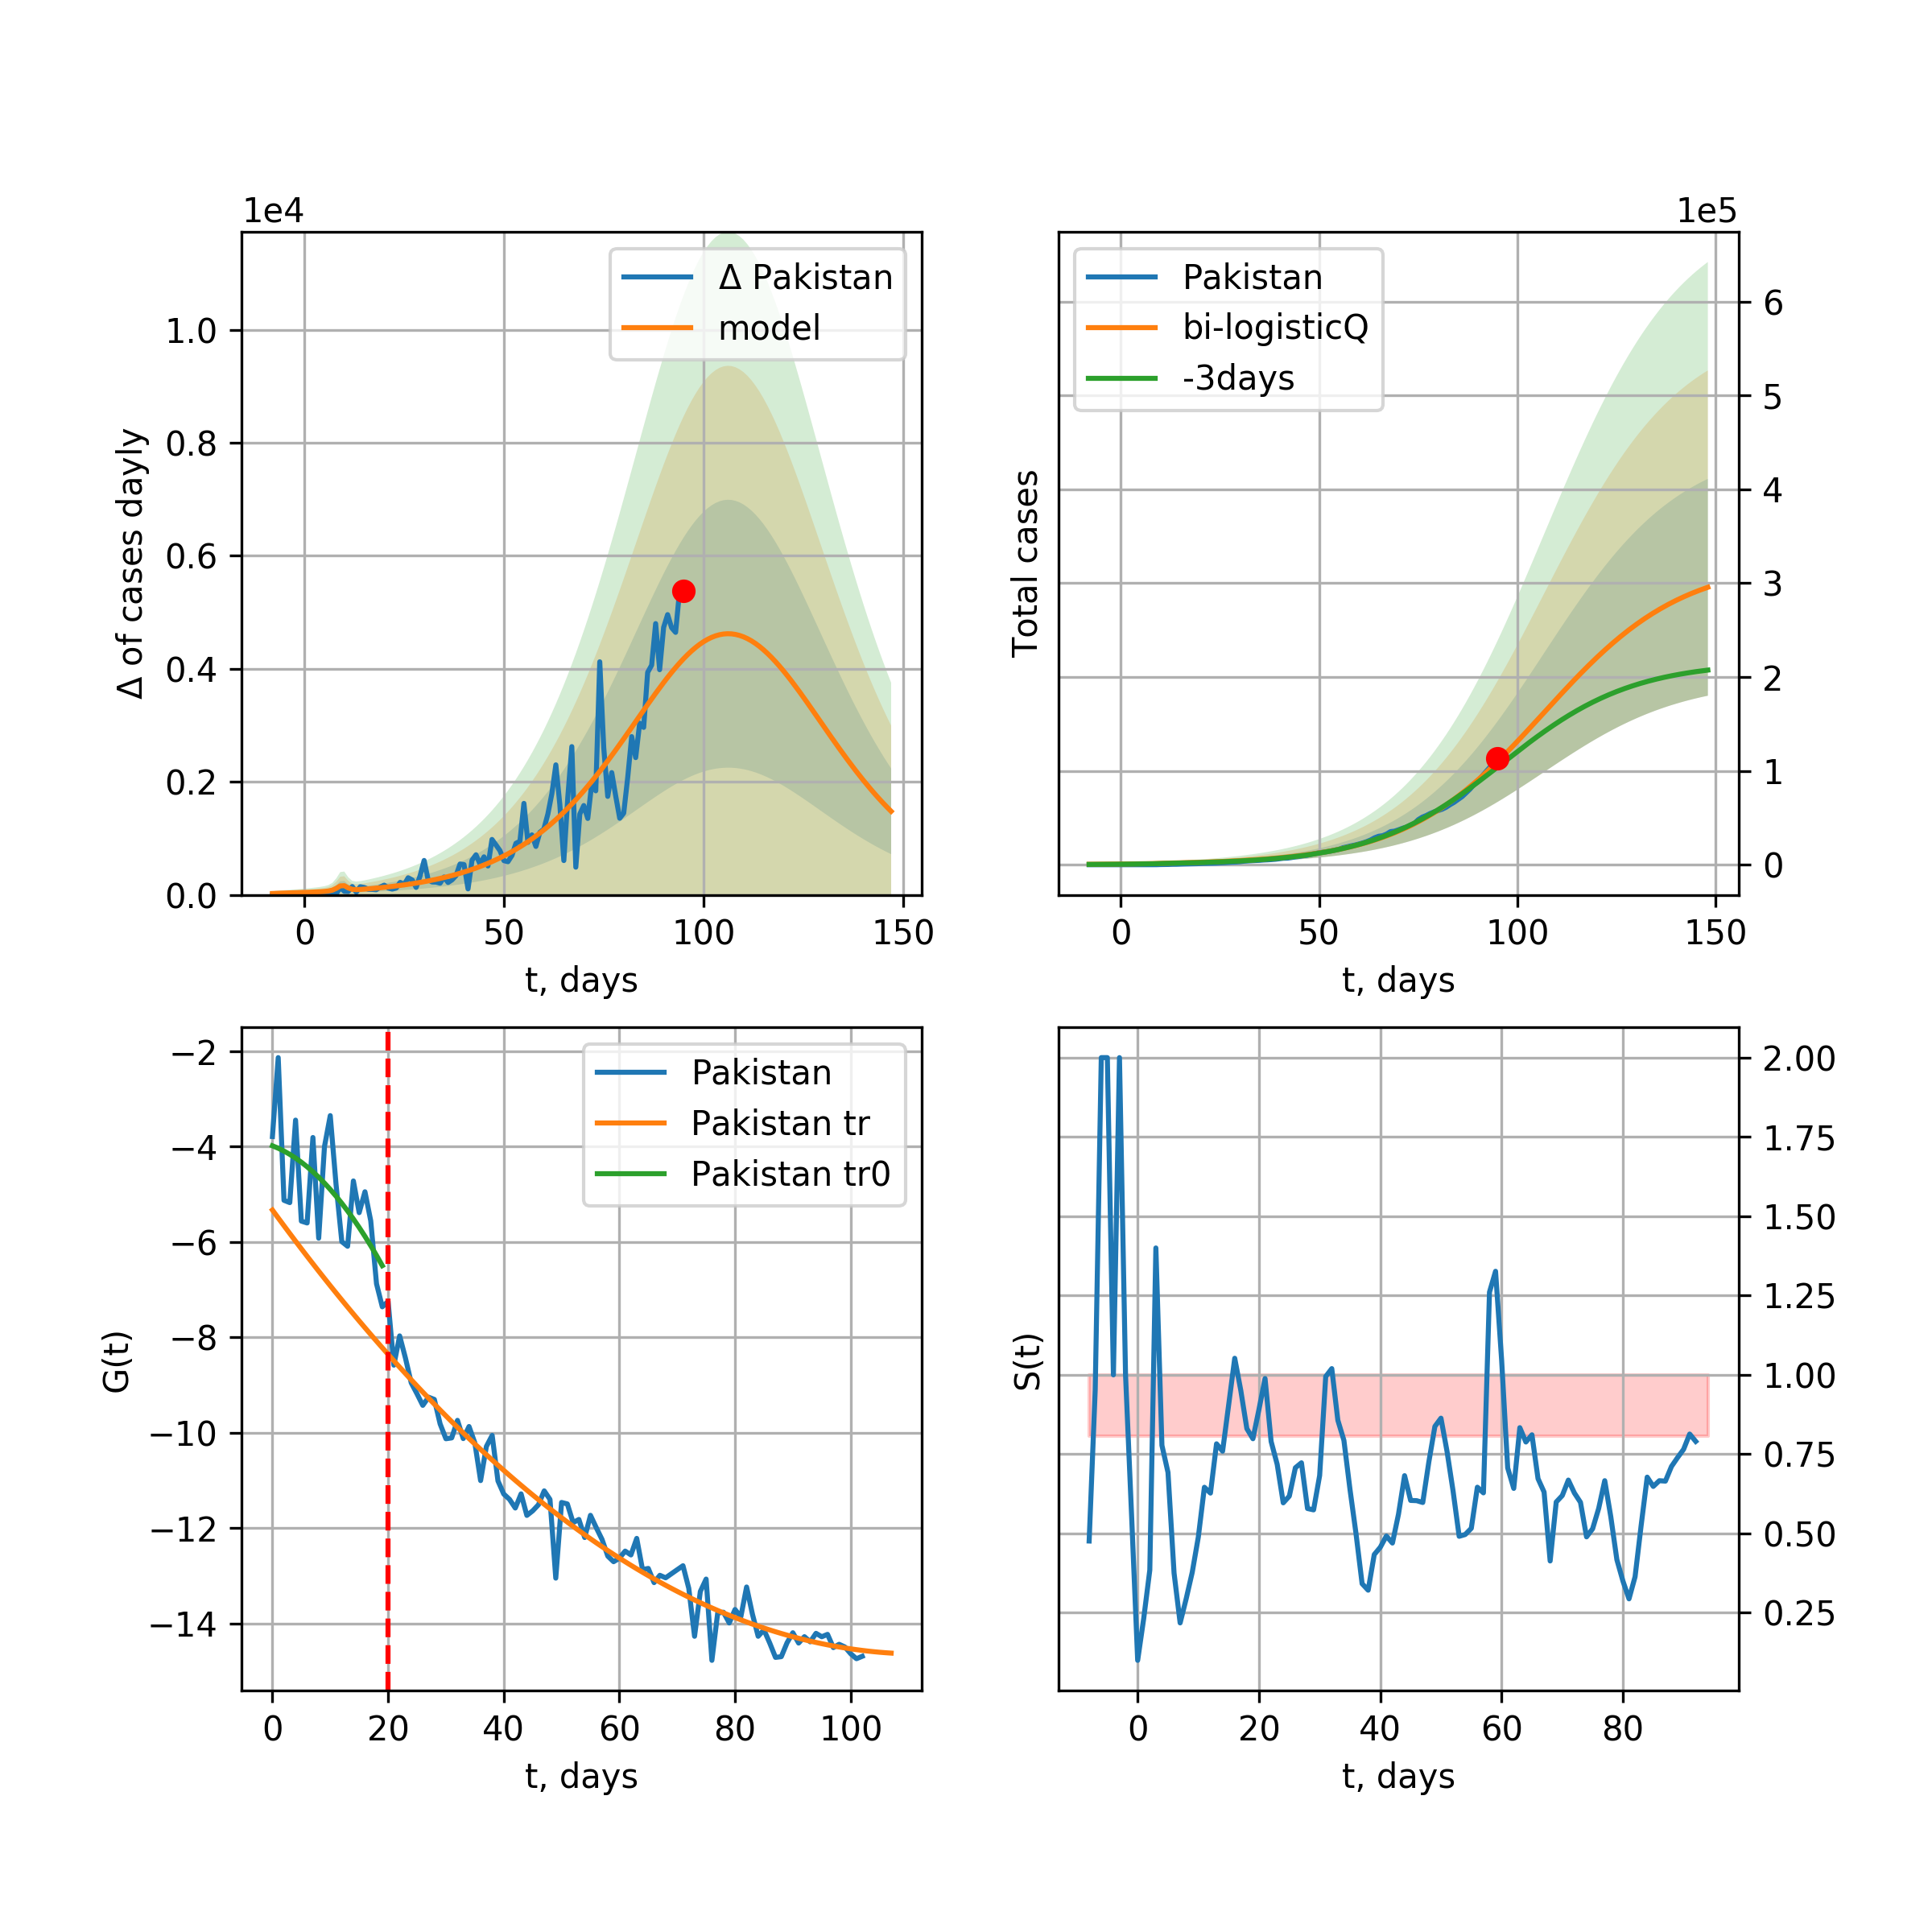 1e4
Δ Pakistan
model
1.0
0.8
0.6
0.4
0.2
0.0
Δ of cases dayly
0 50 100 150
t, days
1e5
Pakistan
bi-logisticQ
-3days
6
5
4
3
2
1
0
Total cases
0 50 100 150
t, days
Pakistan
Pakistan tr
Pakistan tr0
−2
−4
−6
−8
−10
−12
−14
G(t)
0 20 40 60 80 100
t, days
2.00
1.75
1.50
1.25
1.00
0.75
0.50
0.25
S(t)
0 20 40 60 80
t, days